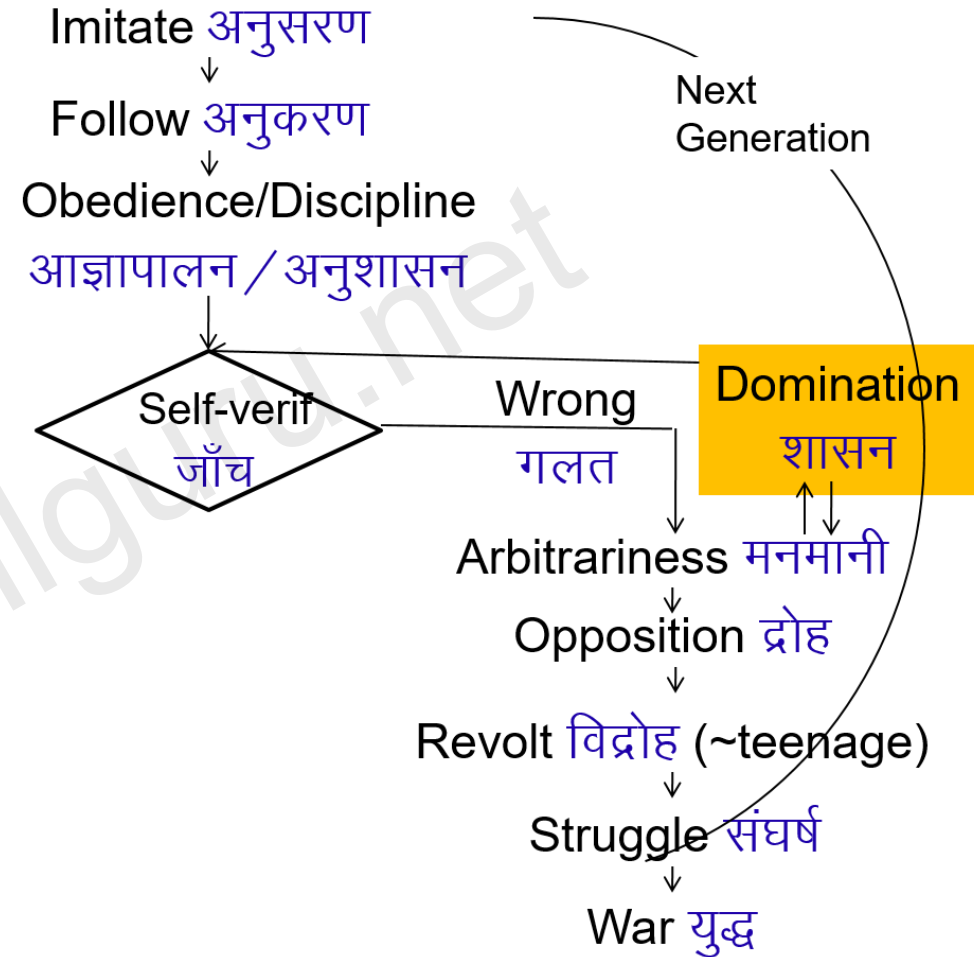 Imitate अनुसरण
Follow अनुकरण
Next
Generation
Obedience/Discipline
आज्ञापालन / अनुशासन
Self-verif
जाँच
Wrong
गलत
Domination
शासन
Arbitrariness मनमानी
Opposition द्रोह
Revolt विद्रोह (~teenage)
Struggle संघर्ष
War युद्ध